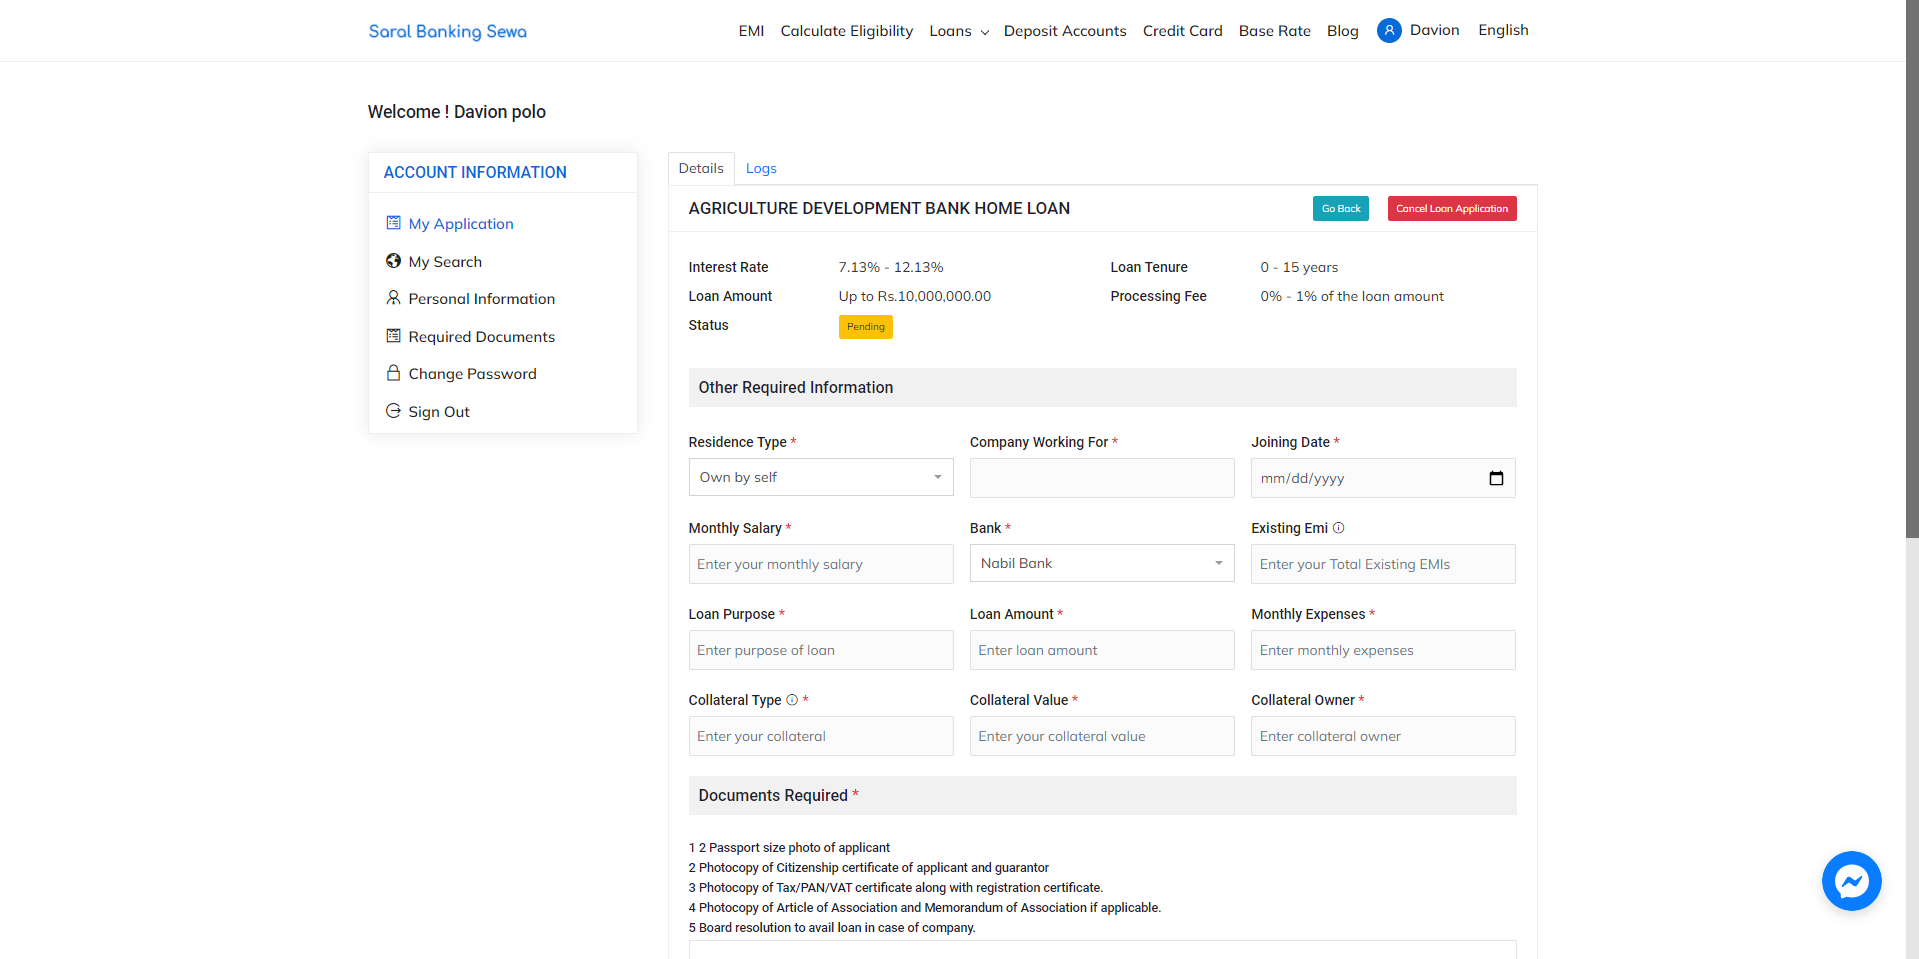 Saral Banking Sewa
EMI Calculate Eligibility Loans Deposit Accounts Credit Card Base Rate Blog Davion English
Welcome ! Davion polo
ACCOUNT INFORMATION
My Application
My Search
Personal Information
Required Documents
Change Password
Sign Out
Details Logs
AGRICULTURE DEVELOPMENT BANK HOME LOAN Go Back Cancel Loan Application
Interest Rate 7.13% - 12.13% Loan Tenure 0 - 15 years
Loan Amount Up to Rs.10,000,000.00 Processing Fee 0% - 1% of the loan amount
Status Pending
Other Required Information
Residence Type * Company Working For * Joining Date *
Own by self mm/dd/yyyy
Monthly Salary * Bank * Existing Emi
Enter your monthly salary Nabil Bank Enter your Total Existing EMIs
Loan Purpose * Loan Amount * Monthly Expenses *
Enter purpose of loan Enter loan amount Enter monthly expenses
Collateral Type * Collateral Value * Collateral Owner *
Enter your collateral Enter your collateral value Enter collateral owner
Documents Required *
1 2 Passport size photo of applicant
2 Photocopy of Citizenship certificate of applicant and guarantor
3 Photocopy of Tax/PAN/VAT certificate along with registration certificate.
4 Photocopy of Article of Association and Memorandum of Association if applicable.
5 Board resolution to avail loan in case of company.